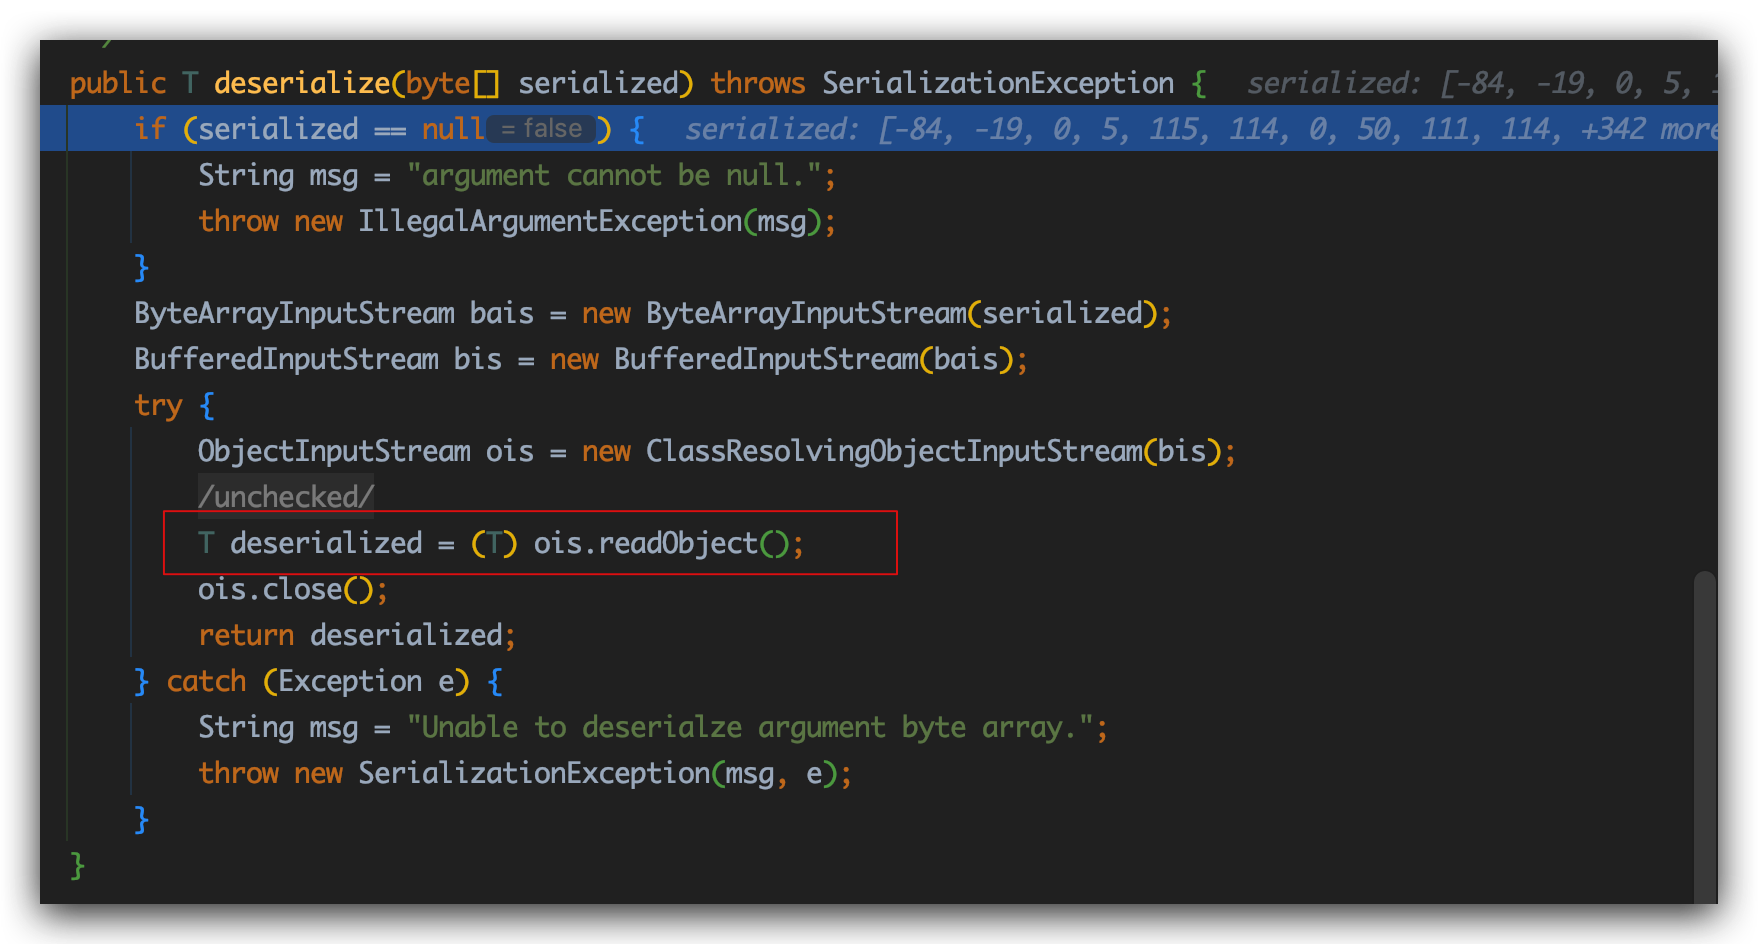 public T deserialize(byte[] serialized) throws SerializationException {  serialized: [-84, -19, 0, 5,
if (serialized == null = false ) {  serialized: [-84, -19, 0, 5, 115, 114, 0, 50, 111, 114, +342 more
String msg = "argument cannot be null.";
throw new IllegalArgumentException(msg);
}
ByteArrayInputStream bais = new ByteArrayInputStream(serialized);
BufferedInputStream bis = new BufferedInputStream(bais);
try {
ObjectInputStream ois = new ClassResolvingObjectInputStream(bis);
/unchecked/
T deserialized = (T) ois.readObject();
ois.close();
return deserialized;
} catch (Exception e) {
String msg = "Unable to deserialze argument byte array.";
throw new SerializationException(msg, e);
}
}